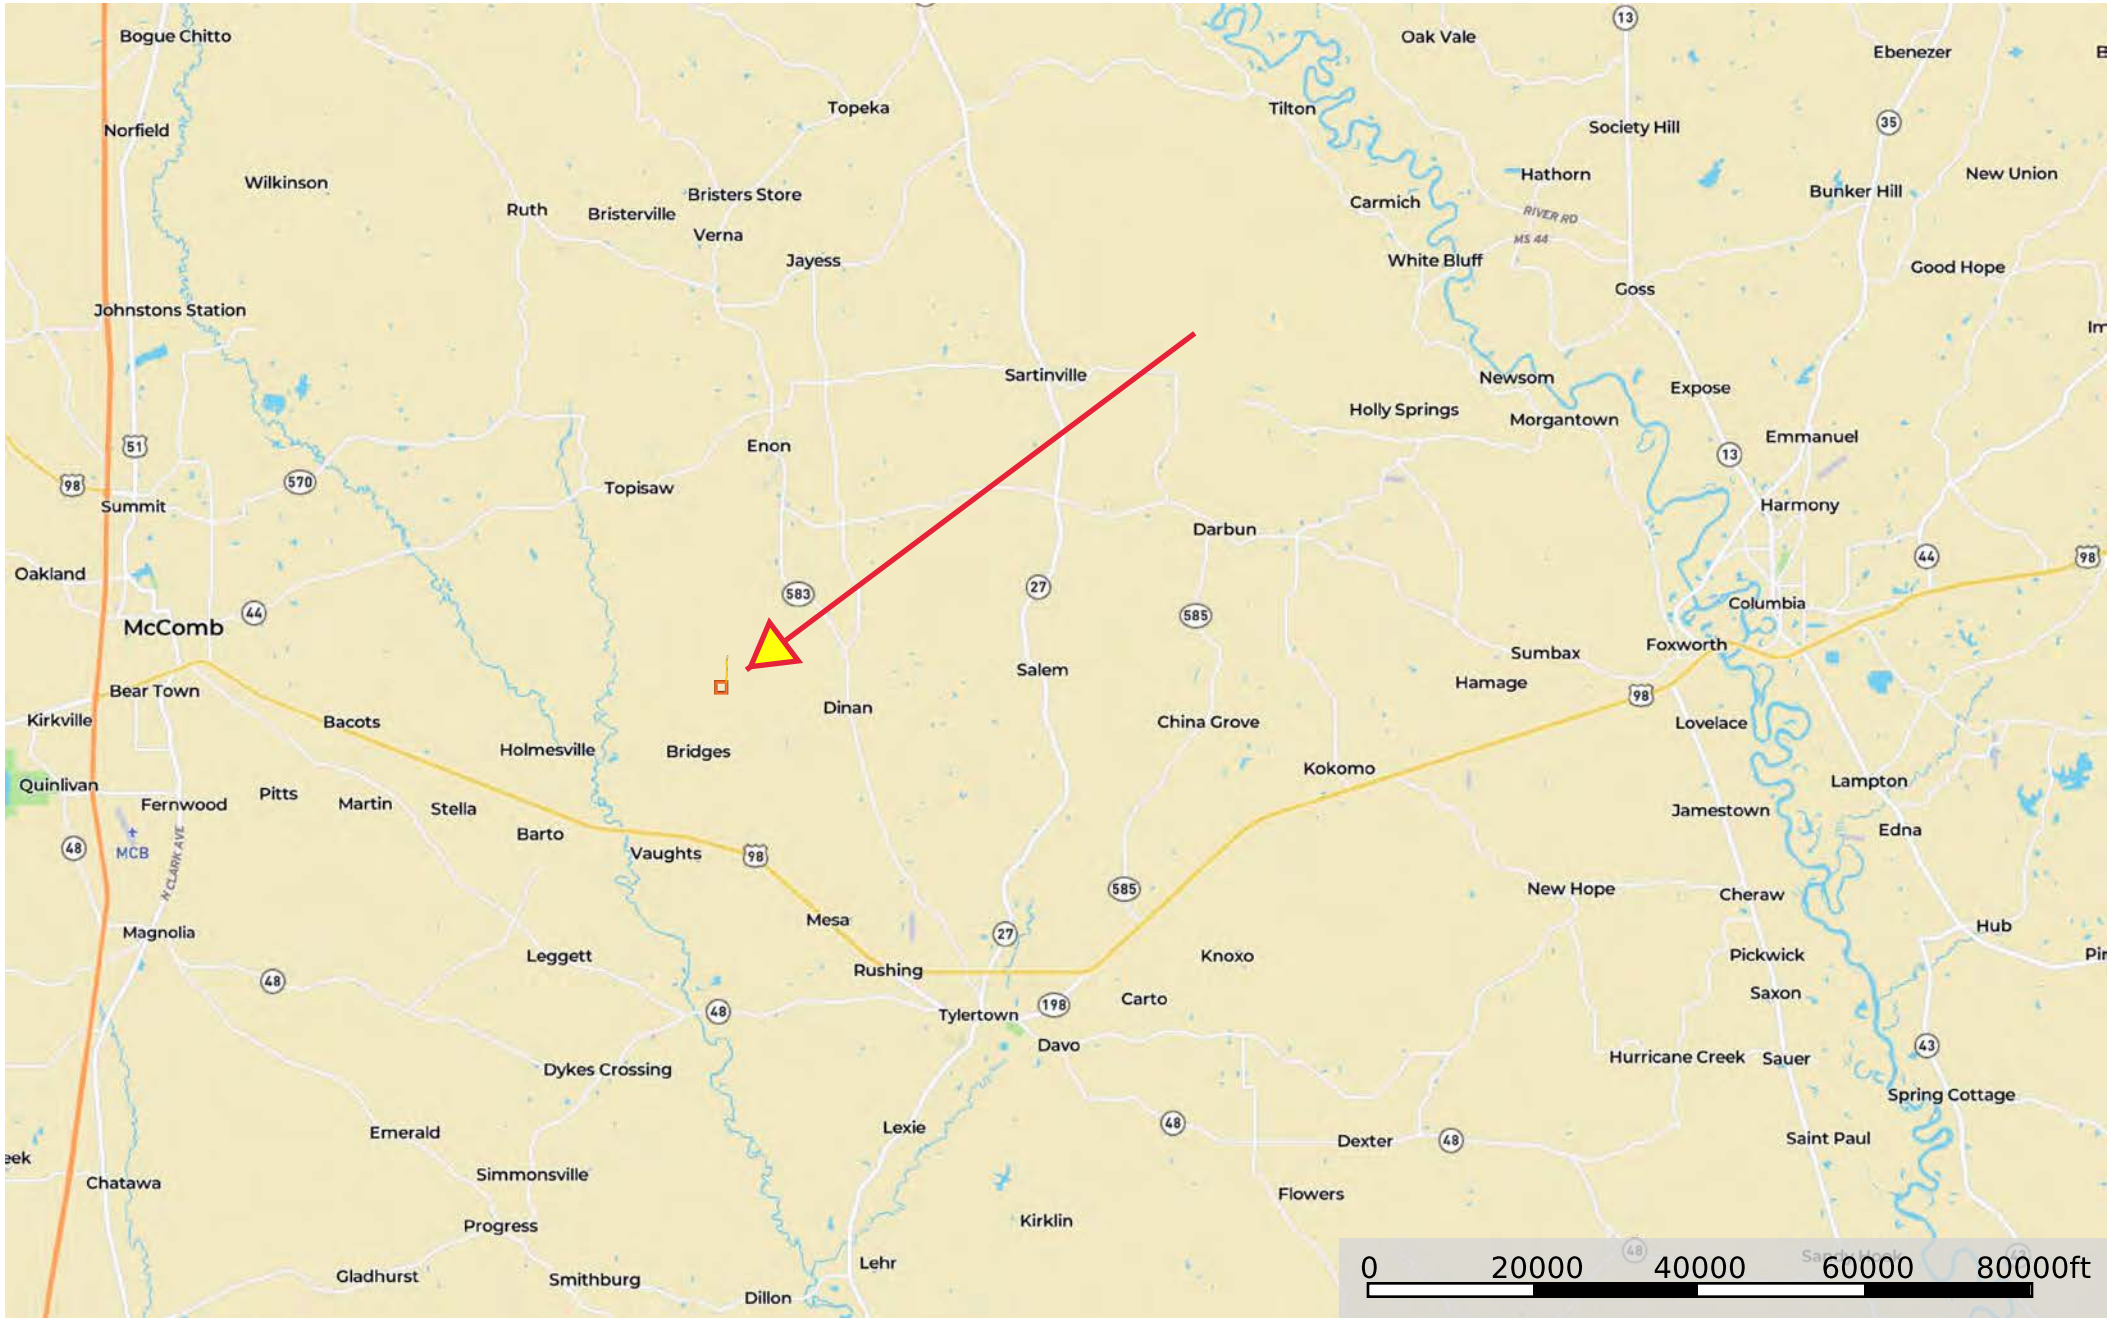 Bogue Chitto
13
Oak Vale
Ebenezer
B
Topeka
Tilton
Norfield
Society Hill
35
Wilkinson
Hathorn
New Union
Bristers Store
Bunker Hill
Ruth
Bristerville
Carmich
RIVER RD
Verna
MS 44
Jayess
White Bluff
Good Hope
Goss
Johnstons Station
Im
Sartinville
Newsom
Expose
Holly Springs
Morgantown
51
Enon
Emmanuel
13
98
570
Topisaw
Summit
Harmony
Darbun
Oakland
44
98
583
27
Columbia
McComb
44
585
Foxworth
Sumbax
Salem
Hamage
Bear Town
98
Dinan
Kirkville
Bacots
China Grove
Lovelace
Holmesville
Bridges
Kokomo
Quinlivan
Lampton
Fernwood
Pitts
Martin
Stella
Jamestown
Barto
Edna
48
MCB
N CLARK AVE
Vaughts
98
585
New Hope
Cheraw
Mesa
Magnolia
27
Hub
Leggett
Knoxo
Pickwick
Pin
Rushing
48
Saxon
48
198
Carto
Tylertown
Davo
43
Hurricane Creek
Sauer
Dykes Crossing
Spring Cottage
Lexie
48
Emerald
Dexter
48
Saint Paul
eek
Simmonsville
Chatawa
Flowers
Kirklin
Progress
48
Sandy Hook
43
Lehr
Gladhurst
Smithburg
Dillon
0 20000 40000 60000 80000ft